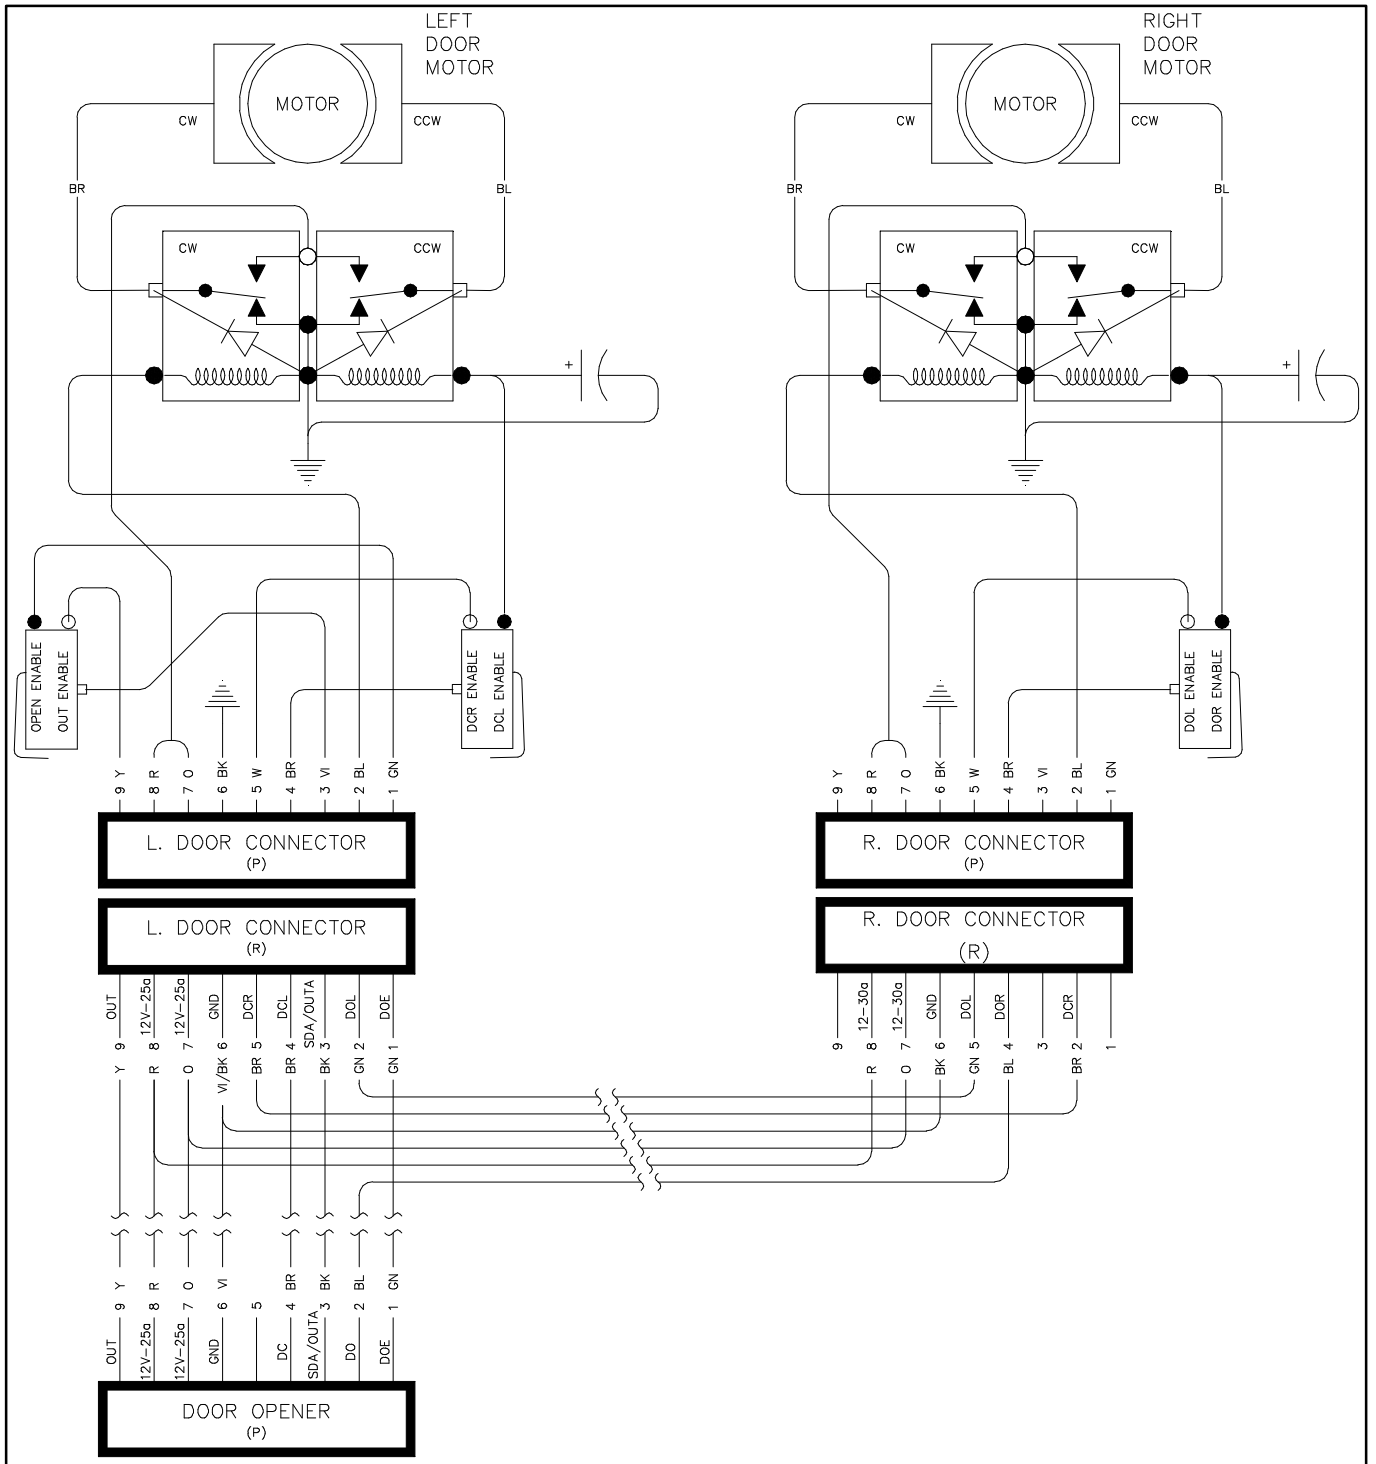 LEFT
DOOR
MOTOR
RIGHT
DOOR
MOTOR
MOTOR
CW
CCW
BR
BL
CW
CCW
+
MOTOR
CW
CCW
BR
BL
CW
CCW
+
OPEN ENABLE
OUT ENABLE
DCR ENABLE
DCL ENABLE
DOL ENABLE
DOR ENABLE
9 Y
8 R
7 O
6 BK
5 W
4 BR
3 VI
2 BL
1 GN
9 Y
8 R
7 O
6 BK
5 W
4 BR
3 VI
2 BL
1 GN
L. DOOR CONNECTOR
(P)
R. DOOR CONNECTOR
(P)
L. DOOR CONNECTOR
(R)
R. DOOR CONNECTOR
(R)
Y 9 OUT
R 8 12V-25a
O 7 12V-25a
VI/BK 6 GND
BR 5 DCR
BR 4 DCL
BK 3 SDA/OUTA
GN 2 DOL
GN 1 DOE
9
R 8 12-30a
O 7 12-30a
BK 6 GND
GN 5 DOL
BL 4 DOR
3
BR 2 DCR
1
OUT 9 Y
12V-25a 8 R
12V-25a 7 O
GND 6 VI
5
DC 4 BR
SDA/OUTA 3 BK
DO 2 BL
DOE 1 GN
DOOR OPENER
(P)